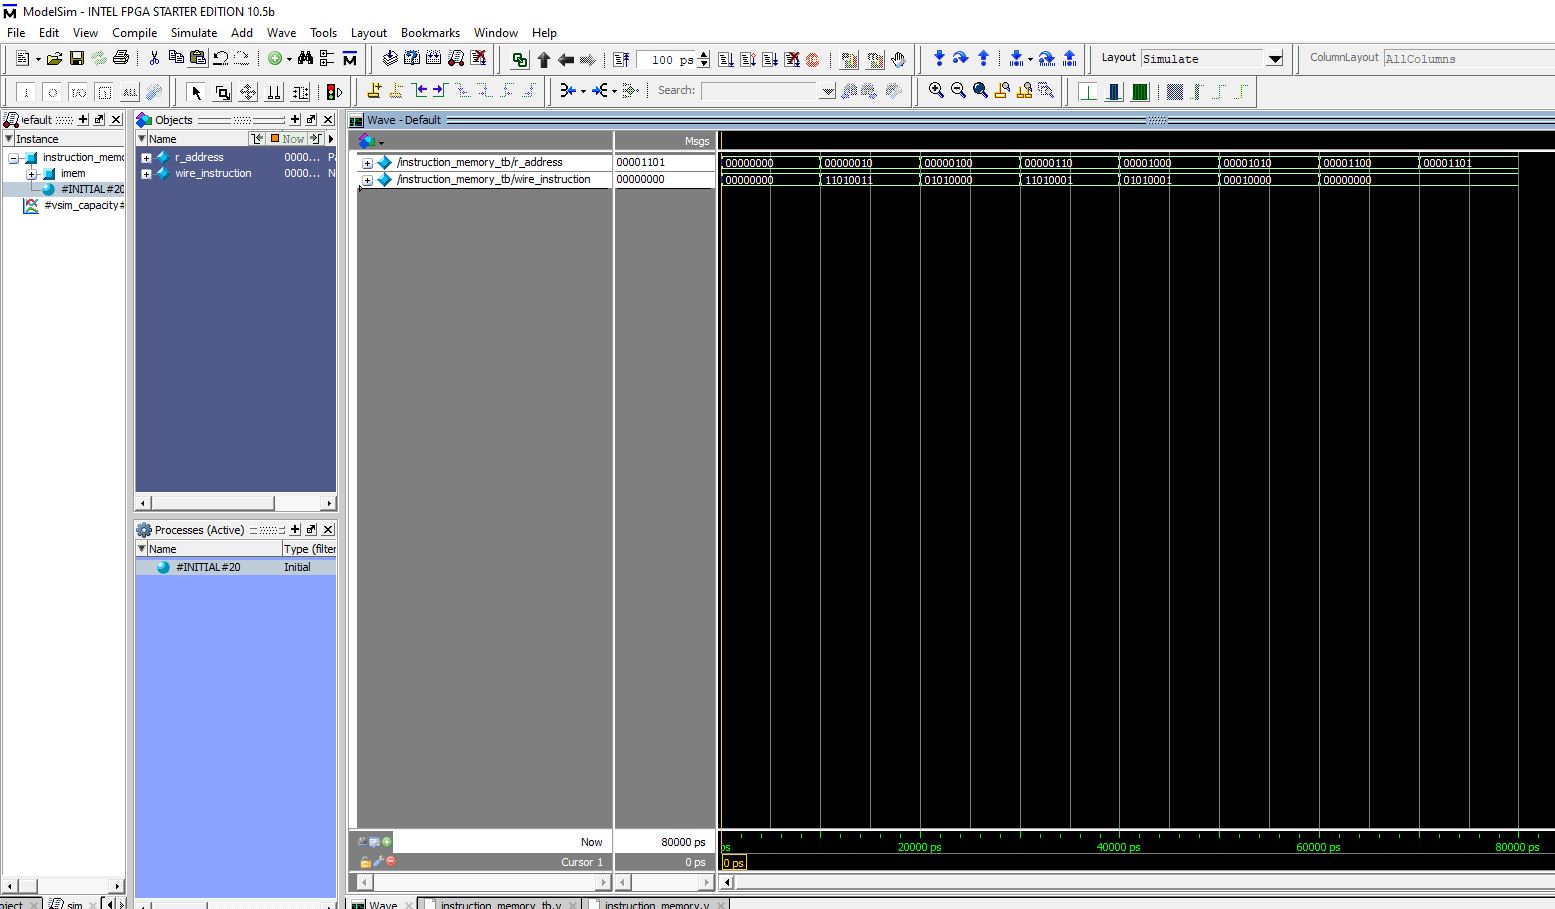 ModelSim - INTEL FPGA STARTER EDITION 10.5b
File Edit View Compile Simulate Add Wave Tools Layout Bookmarks Window Help
100 ps Layout Simulate ColumnLayout AllColumns
ALL Search:
efault Objects Wave - Default
Instance Name Now Msgs
instruction_memo r_address 0000... P /instruction_memory_tb/r_address 00001101 00000000 00000010 00000100 00000110 00001000 00001010 00001100 00001101
imem wire_instruction 0000... N /instruction_memory_tb/wire_instruction 00000000 00000000 11010011 01010000 11010001 01010001 00010000 00000000
#INITIAL#20
#vsim_capacity#
Processes (Active)
Name Type (filter
#INITIAL#20 Initial
Now 80000 ps ps 20000 ps 40000 ps 60000 ps 80000 ps
Cursor 1 0 ps 0 ps
oject sim Wave instruction_memory_tb.v instruction_memory.v